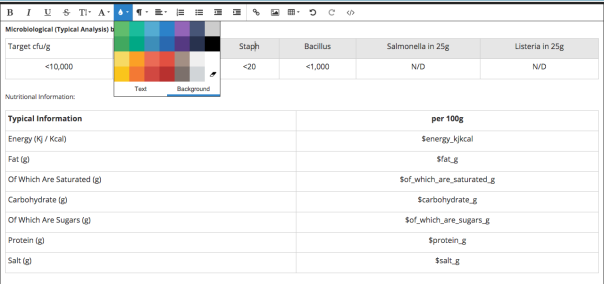 B I U S TI A
Microbiological (Typical Analysis) b
Target cfu/g Staph Bacillus Salmonella in 25g Listeria in 25g
<10,000 <20 <1,000 N/D N/D
Text Background
Nutritional Information:
Typical Information per 100g
Energy (Kj / Kcal) $energy_kjkcal
Fat (g) $fat_g
Of Which Are Saturated (g) $of_which_are_saturated_g
Carbohydrate (g) $carbohydrate_g
Of Which Are Sugars (g) $of_which_are_sugars_g
Protein (g) $protein_g
Salt (g) $salt_g